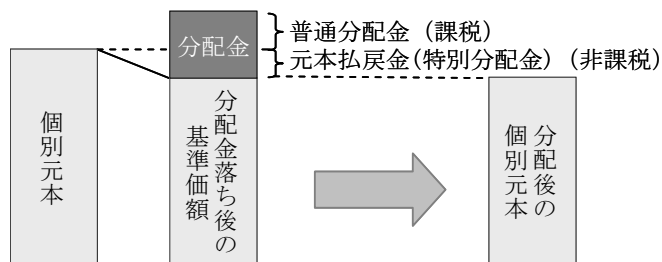 普通分配金（課税）
分配金
元本払戻金（特別分配金）（非課税）
個別元本
分配金落ち後の
基準価額
分配後の
個別元本